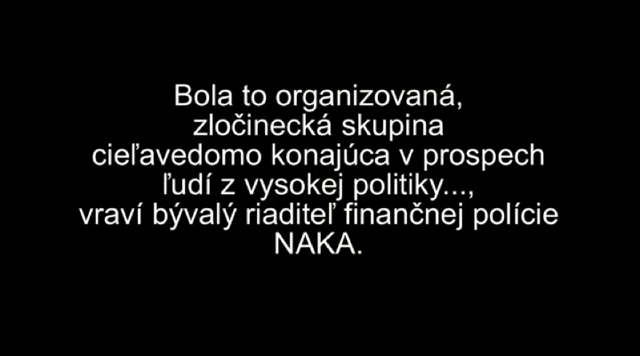 Bola to organizovaná,
zločinecká skupina
cieľavedomo konajúca v prospech
ľudí z vysokej politiky...,
vraví bývalý riaditeľ finančnej polície
NAKA.